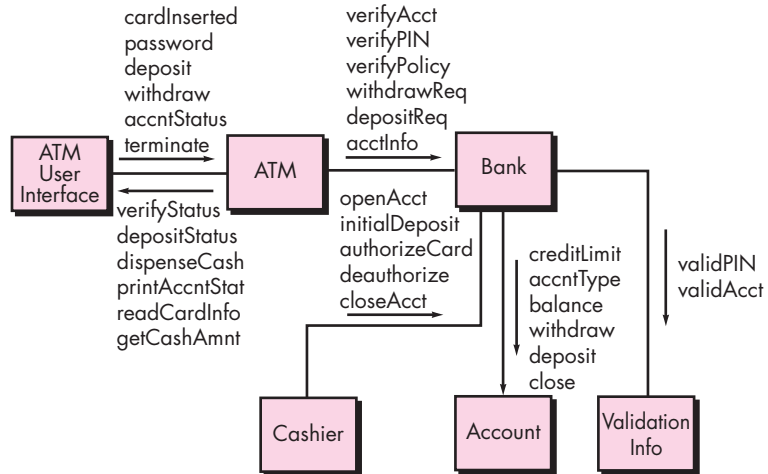 cardInserted
password
deposit
withdraw
accntStatus
terminate
verifyAcct
verifyPIN
verifyPolicy
withdrawReq
depositReq
acctInfo
ATM
User
Interface
ATM
Bank
verifyStatus
depositStatus
dispenseCash
printAccntStat
readCardInfo
getCashAmnt
openAcct
initialDeposit
authorizeCard
deauthorize
closeAcct
creditLimit
accntType
balance
withdraw
deposit
close
validPIN
validAcct
Cashier
Account
Validation
Info